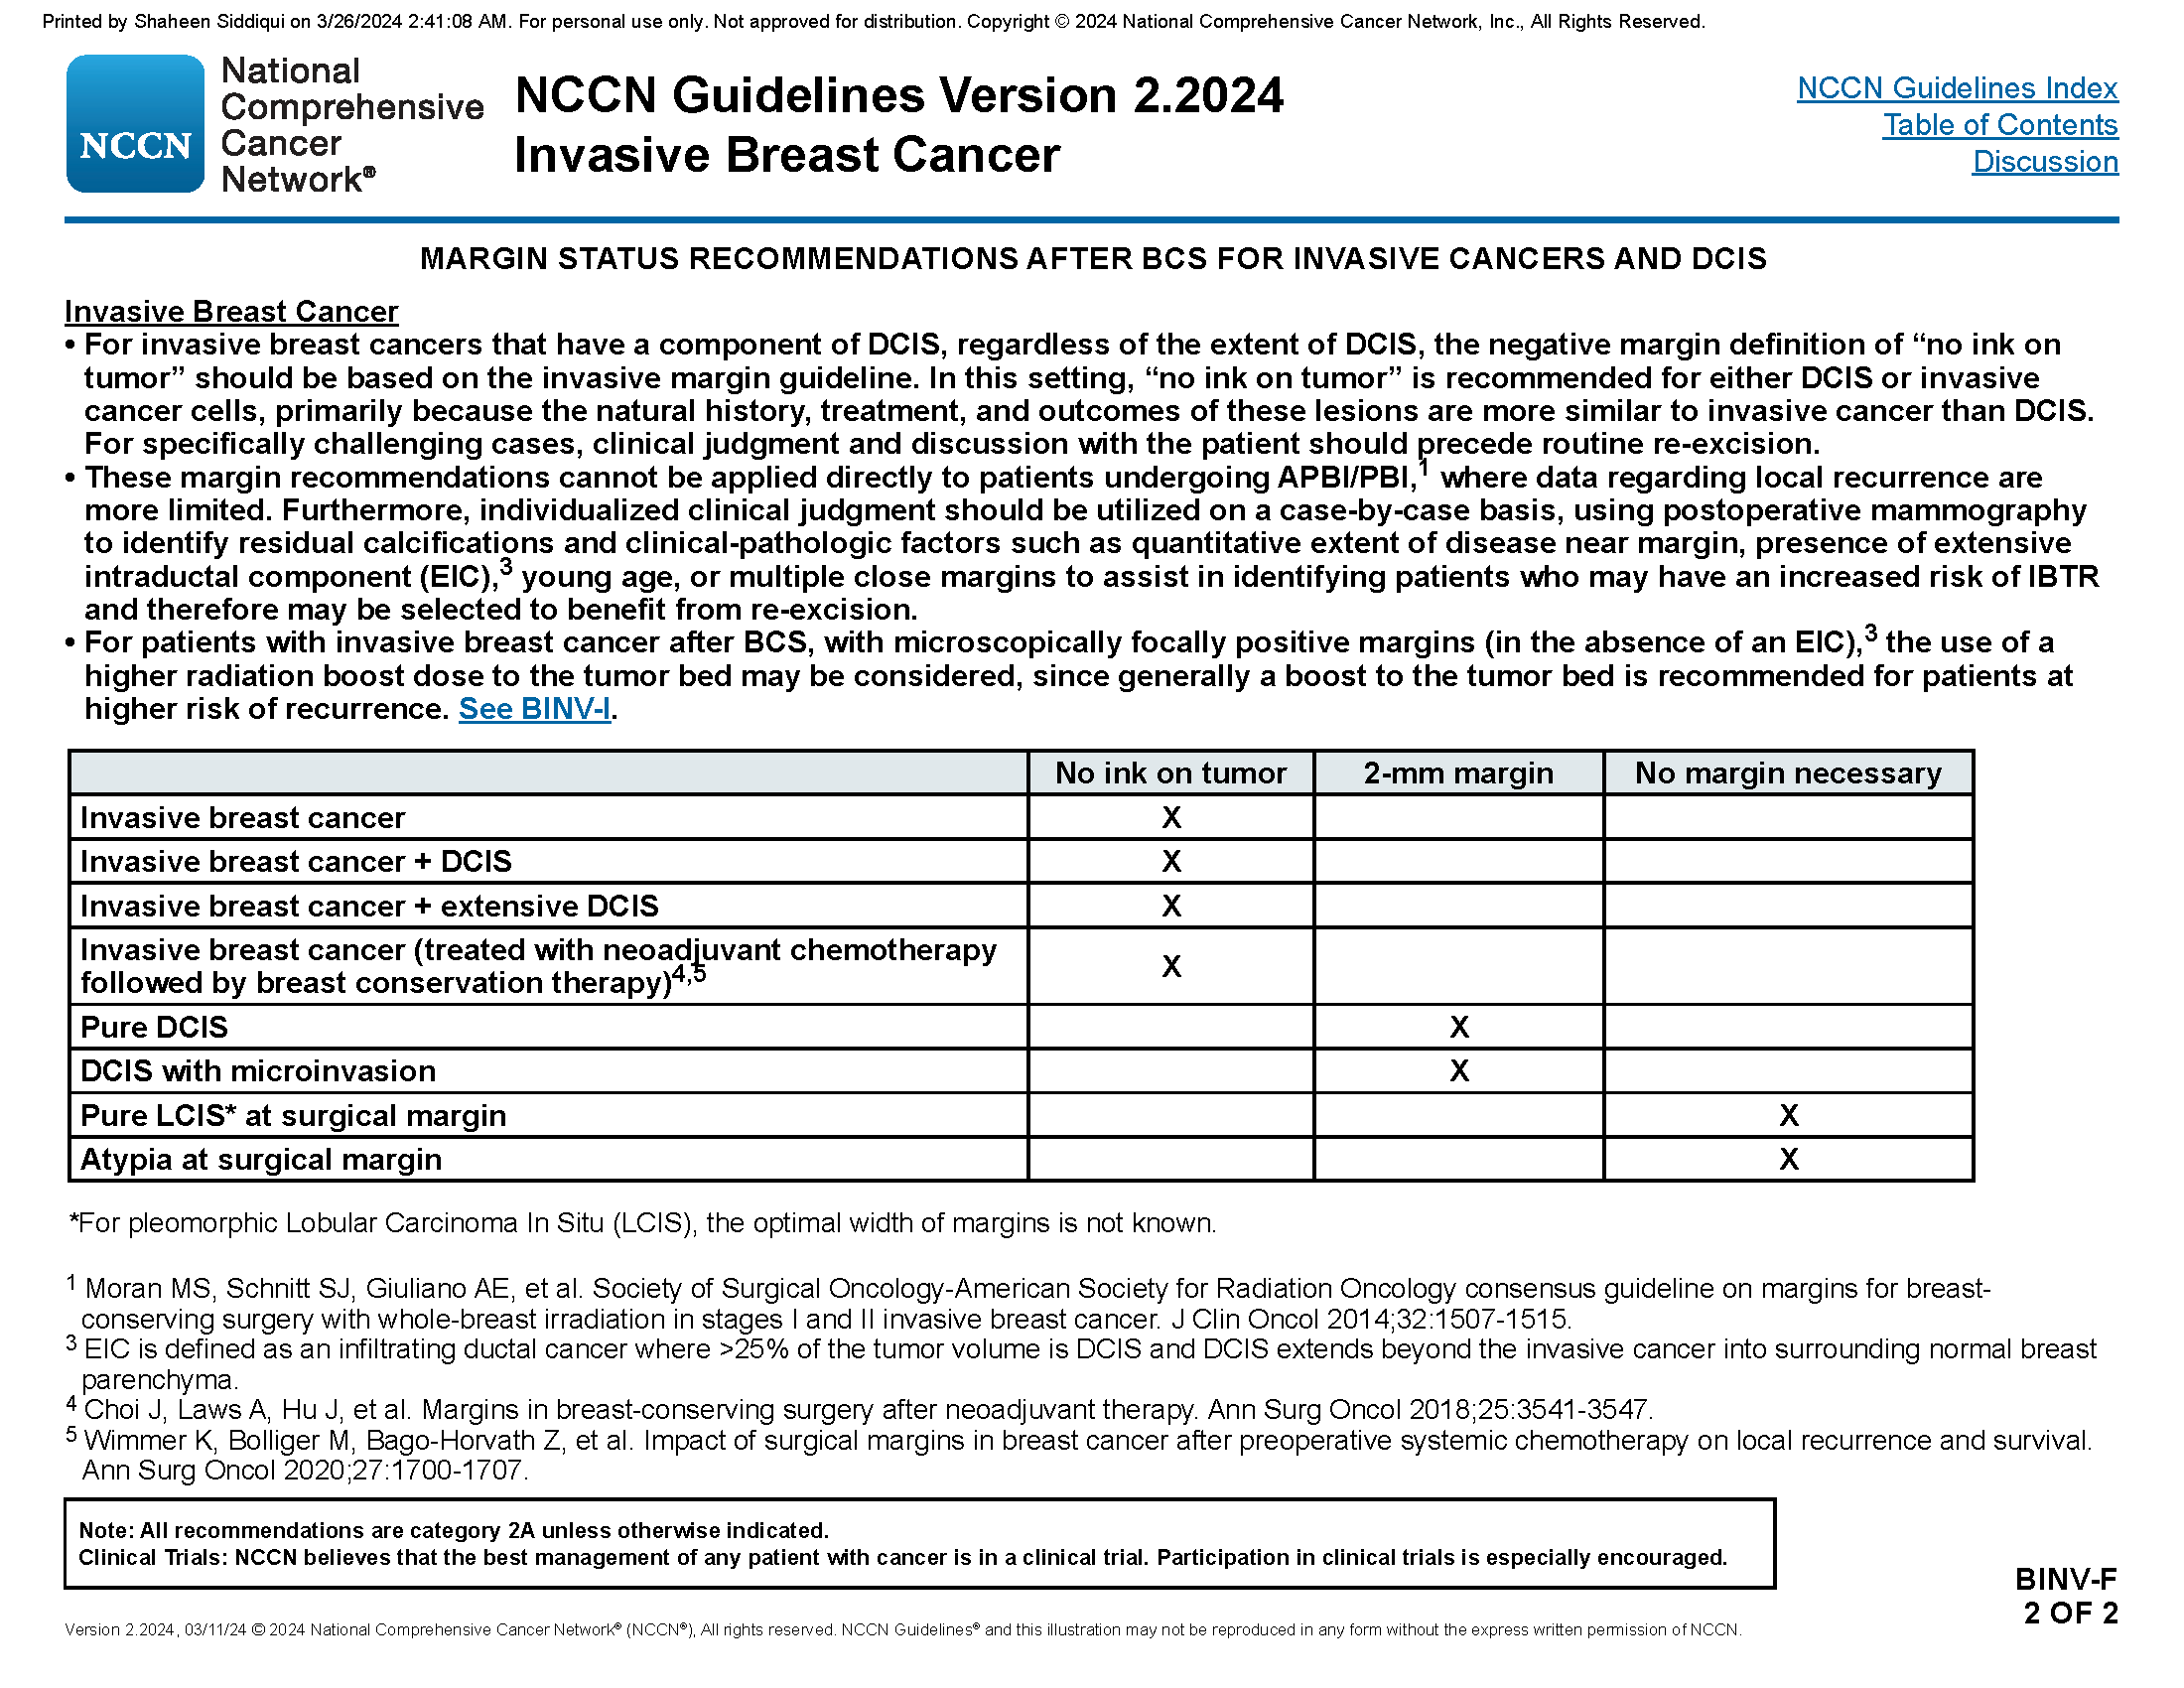 Printed by Shaheen Siddiqui on 3/26/2024 2:41:08 AM. For personal use only. Not approved for distribution. Copyright © 2024 National Comprehensive Cancer Network, Inc., All Rights Reserved.
NCCN
National
Comprehensive
Cancer
Network®
NCCN Guidelines Version 2.2024
Invasive Breast Cancer
NCCN Guidelines Index
Table of Contents
Discussion
MARGIN STATUS RECOMMENDATIONS AFTER BCS FOR INVASIVE CANCERS AND DCIS
Invasive Breast Cancer
• For invasive breast cancers that have a component of DCIS, regardless of the extent of DCIS, the negative margin definition of “no ink on
tumor” should be based on the invasive margin guideline. In this setting, “no ink on tumor” is recommended for either DCIS or invasive
cancer cells, primarily because the natural history, treatment, and outcomes of these lesions are more similar to invasive cancer than DCIS.
For specifically challenging cases, clinical judgment and discussion with the patient should precede routine re-excision.
• These margin recommendations cannot be applied directly to patients undergoing APBI/PBI,1 where data regarding local recurrence are
more limited. Furthermore, individualized clinical judgment should be utilized on a case-by-case basis, using postoperative mammography
to identify residual calcifications and clinical-pathologic factors such as quantitative extent of disease near margin, presence of extensive
intraductal component (EIC),3 young age, or multiple close margins to assist in identifying patients who may have an increased risk of IBTR
and therefore may be selected to benefit from re-excision.
• For patients with invasive breast cancer after BCS, with microscopically focally positive margins (in the absence of an EIC),3 the use of a
higher radiation boost dose to the tumor bed may be considered, since generally a boost to the tumor bed is recommended for patients at
higher risk of recurrence. See BINV-I.
No ink on tumor 2-mm margin No margin necessary
Invasive breast cancer X
Invasive breast cancer + DCIS X
Invasive breast cancer + extensive DCIS X
Invasive breast cancer (treated with neoadjuvant chemotherapy
followed by breast conservation therapy)4,5 X
Pure DCIS X
DCIS with microinvasion X
Pure LCIS* at surgical margin X
Atypia at surgical margin X
*For pleomorphic Lobular Carcinoma In Situ (LCIS), the optimal width of margins is not known.
1 Moran MS, Schnitt SJ, Giuliano AE, et al. Society of Surgical Oncology-American Society for Radiation Oncology consensus guideline on margins for breast-
conserving surgery with whole-breast irradiation in stages I and II invasive breast cancer. J Clin Oncol 2014;32:1507-1515.
3 EIC is defined as an infiltrating ductal cancer where >25% of the tumor volume is DCIS and DCIS extends beyond the invasive cancer into surrounding normal breast
parenchyma.
4 Choi J, Laws A, Hu J, et al. Margins in breast-conserving surgery after neoadjuvant therapy. Ann Surg Oncol 2018;25:3541-3547.
5 Wimmer K, Bolliger M, Bago-Horvath Z, et al. Impact of surgical margins in breast cancer after preoperative systemic chemotherapy on local recurrence and survival.
Ann Surg Oncol 2020;27:1700-1707.
Note: All recommendations are category 2A unless otherwise indicated.
Clinical Trials: NCCN believes that the best management of any patient with cancer is in a clinical trial. Participation in clinical trials is especially encouraged.
BINV-F
2 OF 2
Version 2.2024, 03/11/24 © 2024 National Comprehensive Cancer Network® (NCCN®), All rights reserved. NCCN Guidelines® and this illustration may not be reproduced in any form without the express written permission of NCCN.